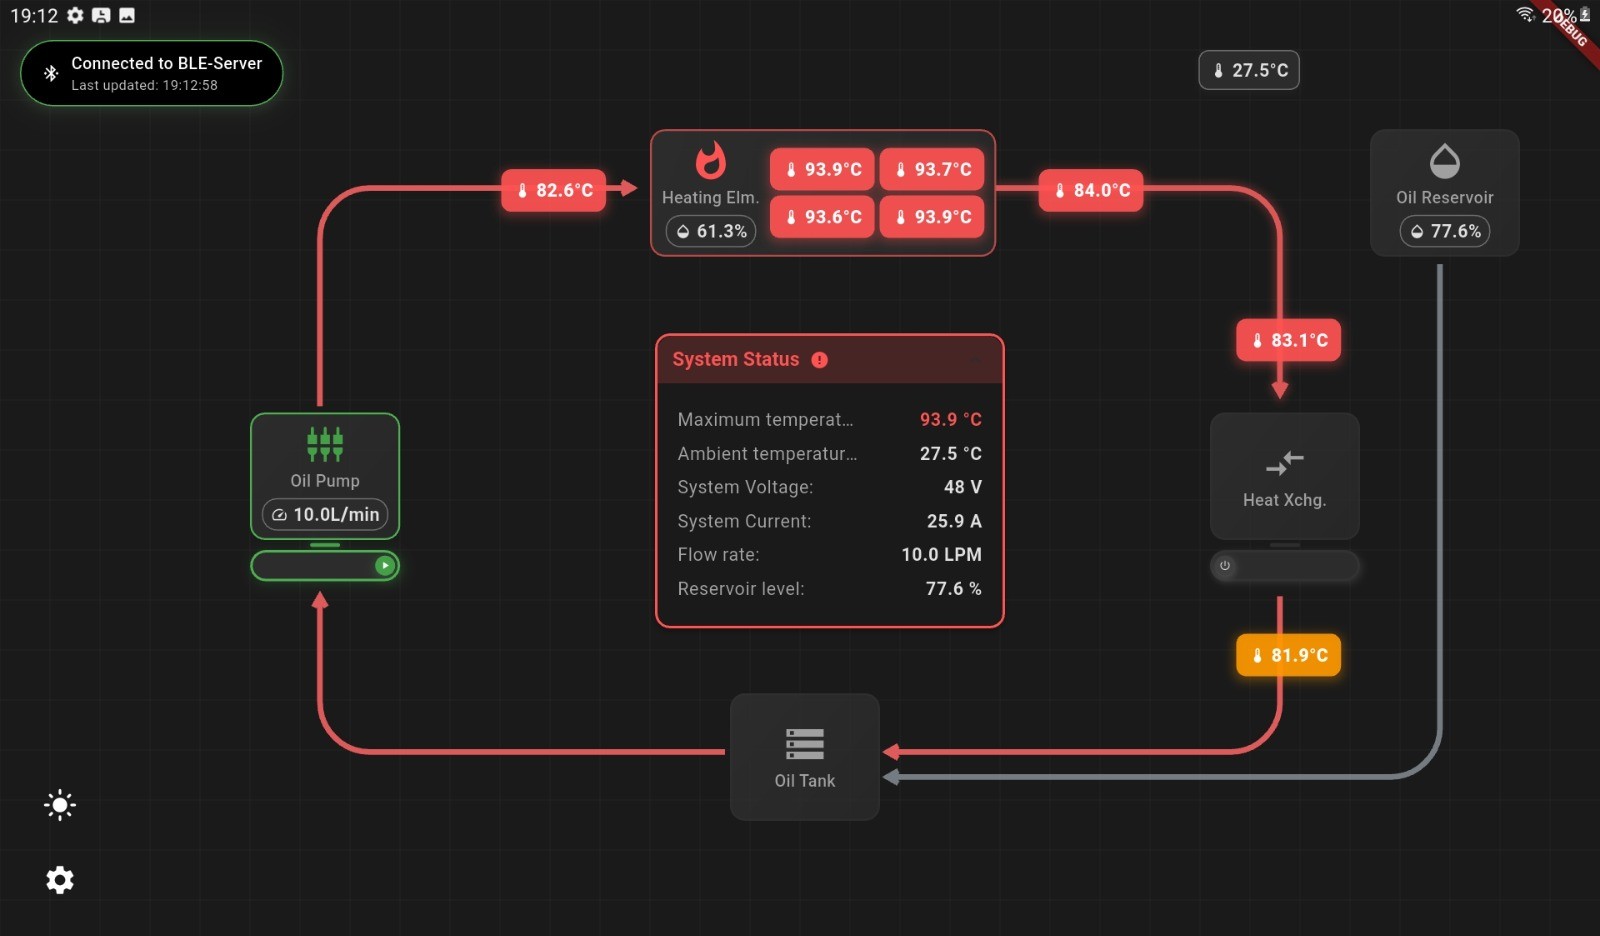 19:12
20%
DEBUG
Connected to BLE-Server
Last updated: 19:12:58
27.5°C
82.6°C
Heating Elm.
61.3%
93.9°C
93.7°C
93.6°C
93.9°C
84.0°C
Oil Reservoir
77.6%
83.1°C
System Status
Maximum temperat... 93.9 °C
Ambient temperatur... 27.5 °C
System Voltage: 48 V
System Current: 25.9 A
Flow rate: 10.0 LPM
Reservoir level: 77.6 %
Oil Pump
10.0L/min
Heat Xchg.
81.9°C
Oil Tank